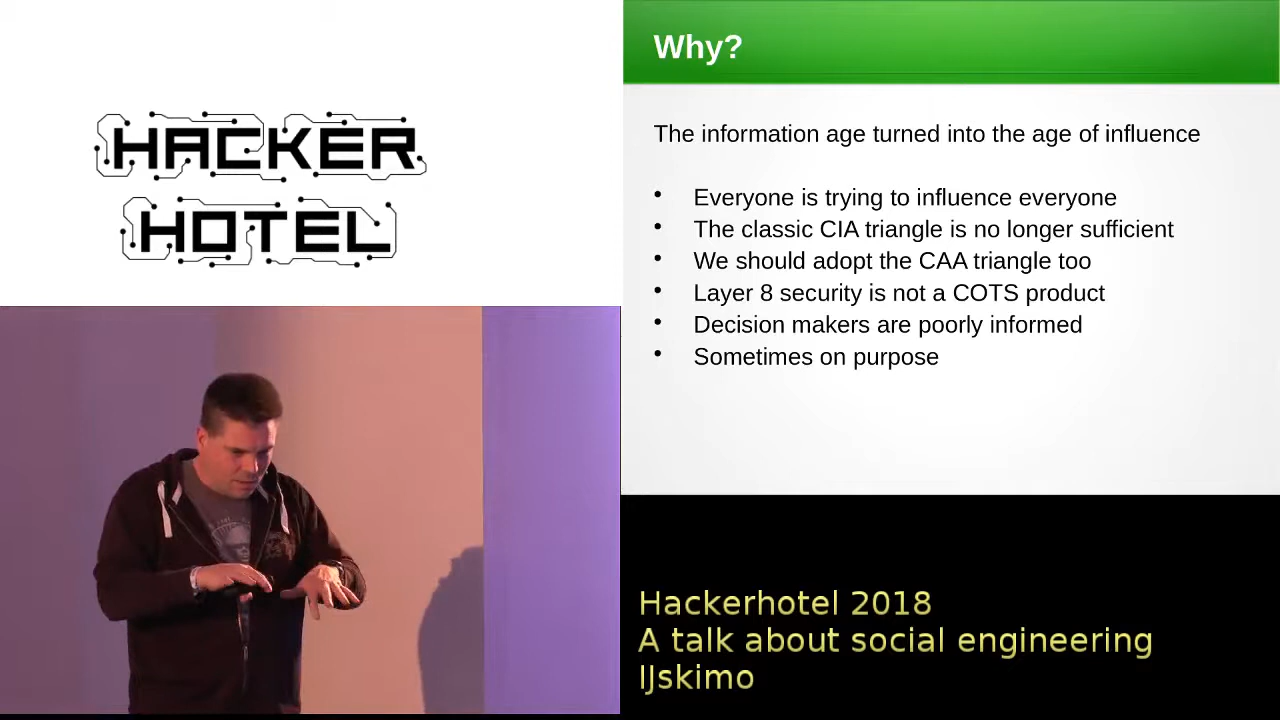 HACKER
HOTEL
Why?
The information age turned into the age of influence
• Everyone is trying to influence everyone
• The classic CIA triangle is no longer sufficient
• We should adopt the CAA triangle too
• Layer 8 security is not a COTS product
• Decision makers are poorly informed
• Sometimes on purpose
Hackerhotel 2018
A talk about social engineering
IJskimo